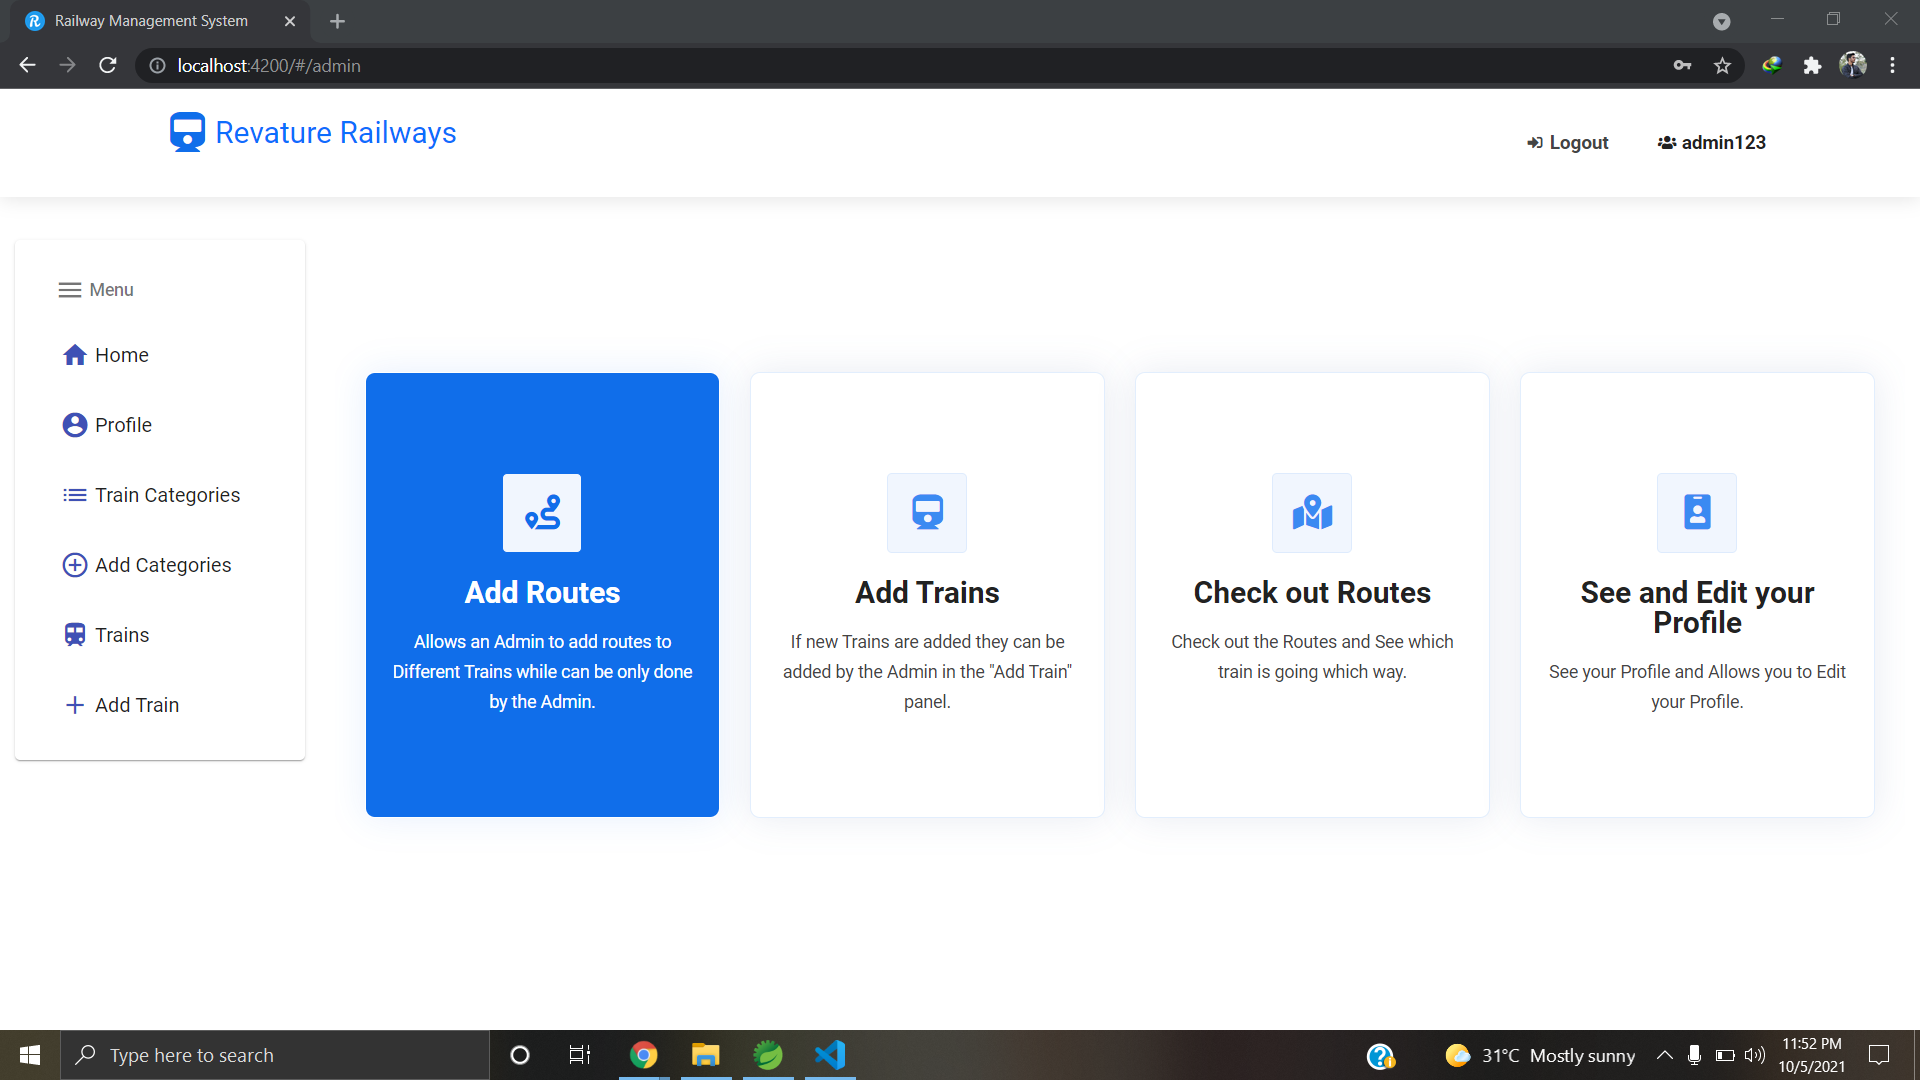 Railway Management System
localhost:4200/#/admin
Revature Railways
Logout
admin123
Menu
Home
Profile
Train Categories
Add Categories
Trains
Add Train
Add Routes
Allows an Admin to add routes to
Different Trains while can be only done
by the Admin.
Add Trains
If new Trains are added they can be
added by the Admin in the "Add Train"
panel.
Check out Routes
Check out the Routes and See which
train is going which way.
See and Edit your
Profile
See your Profile and Allows you to Edit
your Profile.
Type here to search
31°C Mostly sunny
11:52 PM
10/5/2021